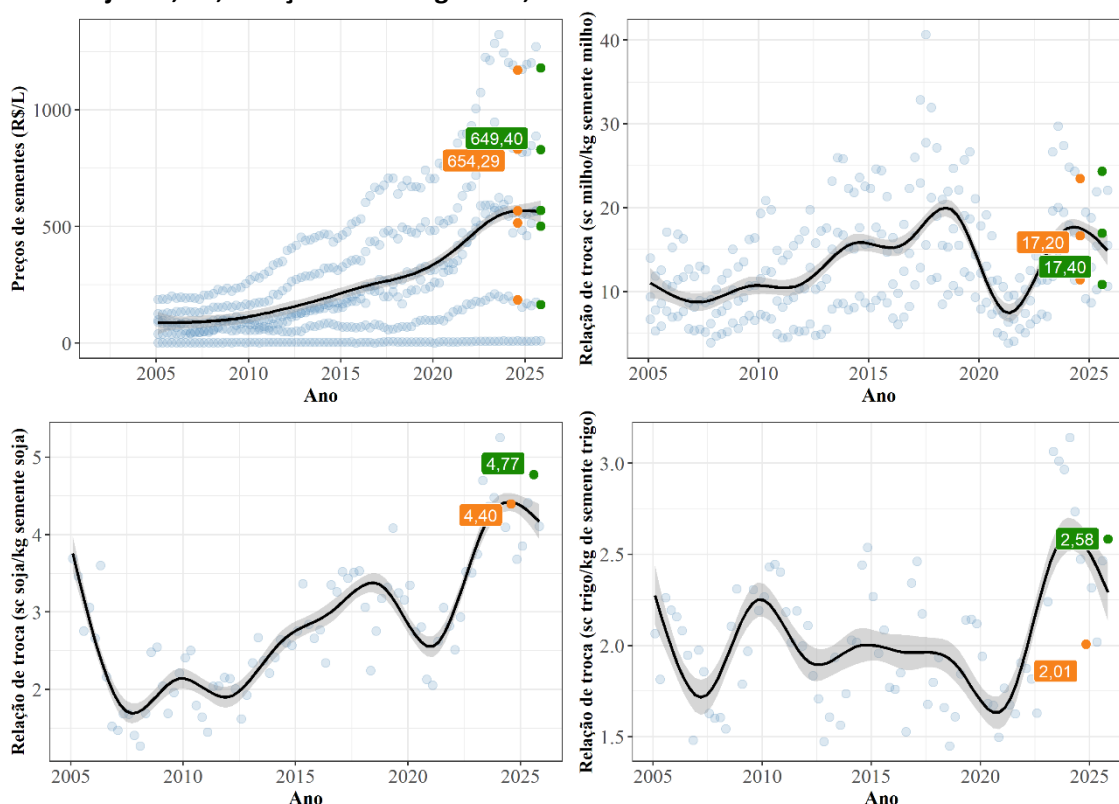 Preços de sementes (R$/L)
1000
500
0
649,40
654,29
2005 2010 2015 2020 2025
Ano
Relação de troca (sc milho/kg semente milho)
40
30
20
10
17,20
17,40
2005 2010 2015 2020 2025
Ano
Relação de troca (sc soja/kg semente soja)
5
4
3
2
4,77
4,40
2005 2010 2015 2020 2025
Ano
Relação de troca (sc trigo/kg de semente trigo)
3.0
2.5
2.0
1.5
2,58
2,01
2005 2010 2015 2020 2025
Ano